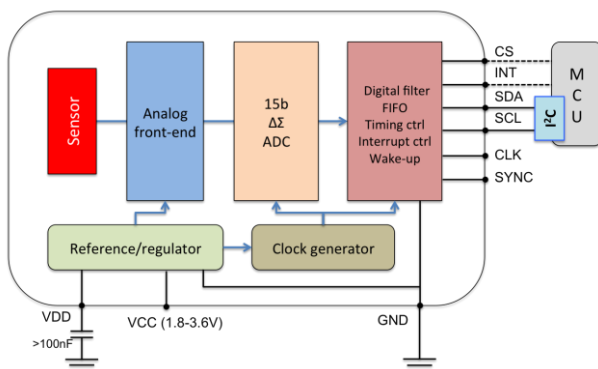 CS
INT
SDA
SCL
CLK
SYNC
MCU
I²C
Sensor
Analog
front-end
15b
ΔΣ
ADC
Digital filter
FIFO
Timing ctrl
Interrupt ctrl
Wake-up
Reference/regulator
Clock generator
VDD
VCC (1.8-3.6V)
GND
>100nF